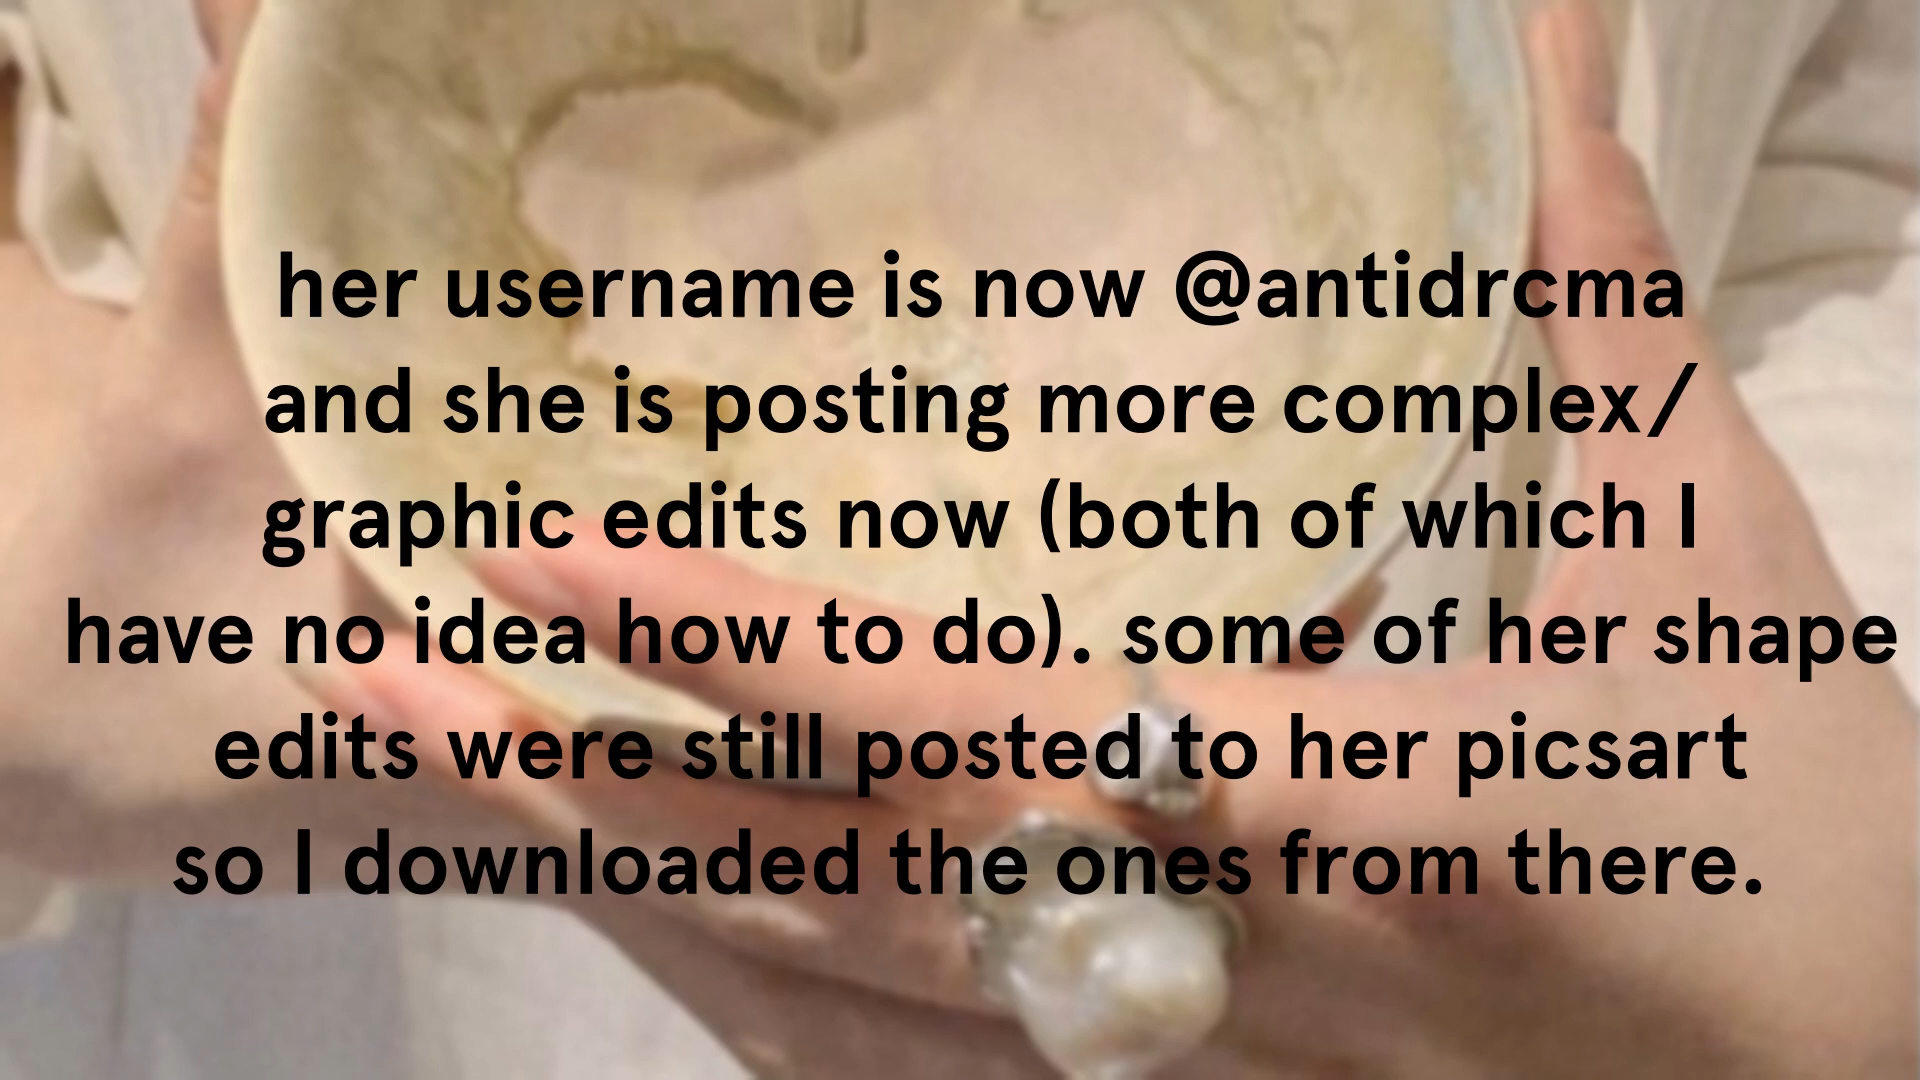 her username is now @antidrcma
and she is posting more complex/
graphic edits now (both of which I
have no idea how to do). some of her shape
edits were still posted to her picsart
so I downloaded the ones from there.